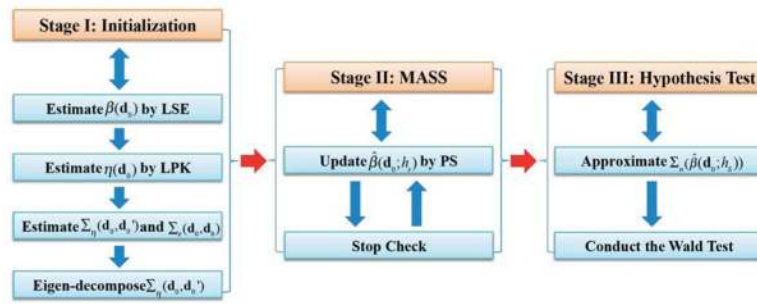 Stage I: Initialization
Estimate β(d₀) by LSE
Estimate η(d₀) by LPK
Estimate Σ_η(d₀,d₀') and Σ_ε(d₀,d₀)
Eigen-decompose Σ_η(d₀,d₀')
Stage II: MASS
Update β̂(d₀;h_s) by PS
Stop Check
Stage III: Hypothesis Test
Approximate Σ_n(β̂(d₀;h_S))
Conduct the Wald Test